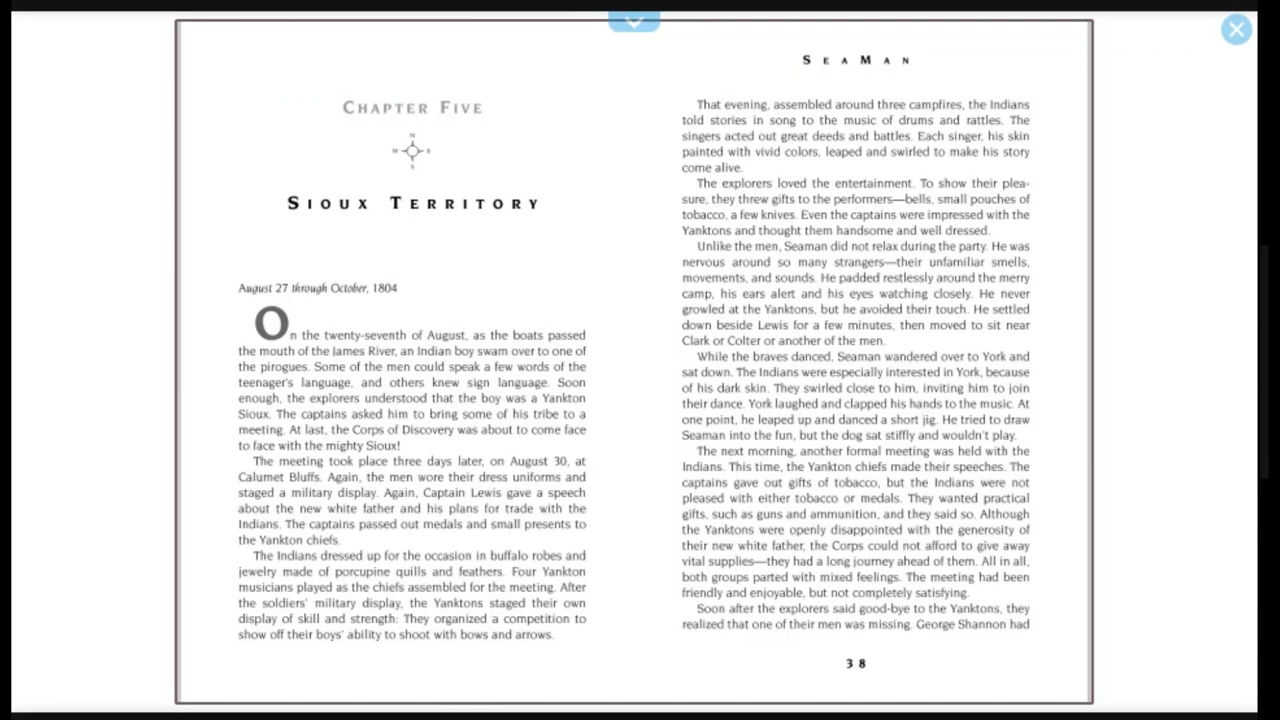 CHAPTER FIVE
N
W E
S
SIOUX TERRITORY
August 27 through October, 1804
On the twenty-seventh of August, as the boats passed
the mouth of the James River, an Indian boy swam over to one of
the pirogues. Some of the men could speak a few words of the
teenager's language, and others knew sign language. Soon
enough, the explorers understood that the boy was a Yankton
Sioux. The captains asked him to bring some of his tribe to a
meeting. At last, the Corps of Discovery was about to come face
to face with the mighty Sioux!
The meeting took place three days later, on August 30, at
Calumet Bluffs. Again, the men wore their dress uniforms and
staged a military display. Again, Captain Lewis gave a speech
about the new white father and his plans for trade with the
Indians. The captains passed out medals and small presents to
the Yankton chiefs.
The Indians dressed up for the occasion in buffalo robes and
jewelry made of porcupine quills and feathers. Four Yankton
musicians played as the chiefs assembled for the meeting. After
the soldiers' military display, the Yanktons staged their own
display of skill and strength: They organized a competition to
show off their boys' ability to shoot with bows and arrows.
SEAMAN
That evening, assembled around three campfires, the Indians
told stories in song to the music of drums and rattles. The
singers acted out great deeds and battles. Each singer, his skin
painted with vivid colors, leaped and swirled to make his story
come alive.
The explorers loved the entertainment. To show their plea-
sure, they threw gifts to the performers—bells, small pouches of
tobacco, a few knives. Even the captains were impressed with the
Yanktons and thought them handsome and well dressed.
Unlike the men, Seaman did not relax during the party. He was
nervous around so many strangers—their unfamiliar smells,
movements, and sounds. He padded restlessly around the merry
camp, his ears alert and his eyes watching closely. He never
growled at the Yanktons, but he avoided their touch. He settled
down beside Lewis for a few minutes, then moved to sit near
Clark or Colter or another of the men.
While the braves danced, Seaman wandered over to York and
sat down. The Indians were especially interested in York, because
of his dark skin. They swirled close to him, inviting him to join
their dance. York laughed and clapped his hands to the music. At
one point, he leaped up and danced a short jig. He tried to draw
Seaman into the fun, but the dog sat stiffly and wouldn't play.
The next morning, another formal meeting was held with the
Indians. This time, the Yankton chiefs made their speeches. The
captains gave out gifts of tobacco, but the Indians were not
pleased with either tobacco or medals. They wanted practical
gifts, such as guns and ammunition, and they said so. Although
the Yanktons were openly disappointed with the generosity of
their new white father, the Corps could not afford to give away
vital supplies—they had a long journey ahead of them. All in all,
both groups parted with mixed feelings. The meeting had been
friendly and enjoyable, but not completely satisfying.
Soon after the explorers said good-bye to the Yanktons, they
realized that one of their men was missing. George Shannon had
38